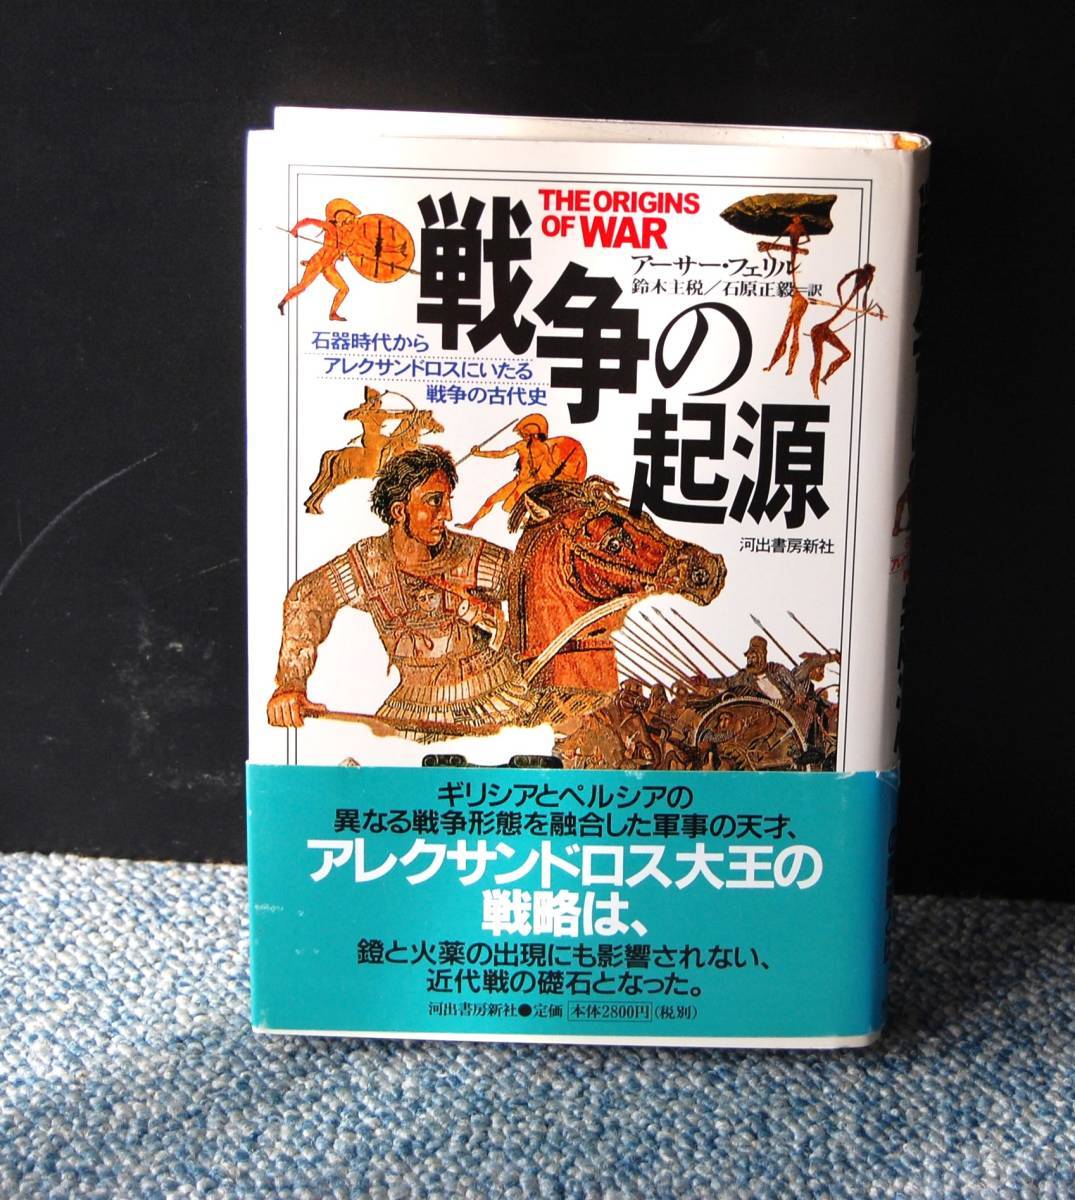 THE ORIGINS
OF WAR
戦争の
起源
アーサー・フェリル
鈴木主税／石原正毅＝訳
石器時代から
アレクサンドロスにいたる
戦争の古代史
河出書房新社
ギリシアとペルシアの
異なる戦争形態を融合した軍事の天才、
アレクサンドロス大王の
戦略は、
鐙と火薬の出現にも影響されない、
近代戦の礎石となった。
河出書房新社●定価 本体2800円（税別）